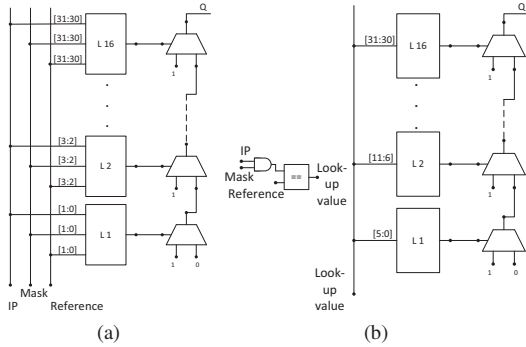 Q
[31:30]
[31:30]
[31:30]
L 16
1
[3:2]
[3:2]
[3:2]
L 2
1
[1:0]
[1:0]
[1:0]
L 1
1 0
IP
Mask
Reference
(a)
IP
Mask
Reference
==
Look-
up
value
Q
[31:30]
L 16
1
[11:6]
L 2
1
[5:0]
L 1
1 0
Look-
up
value
(b)